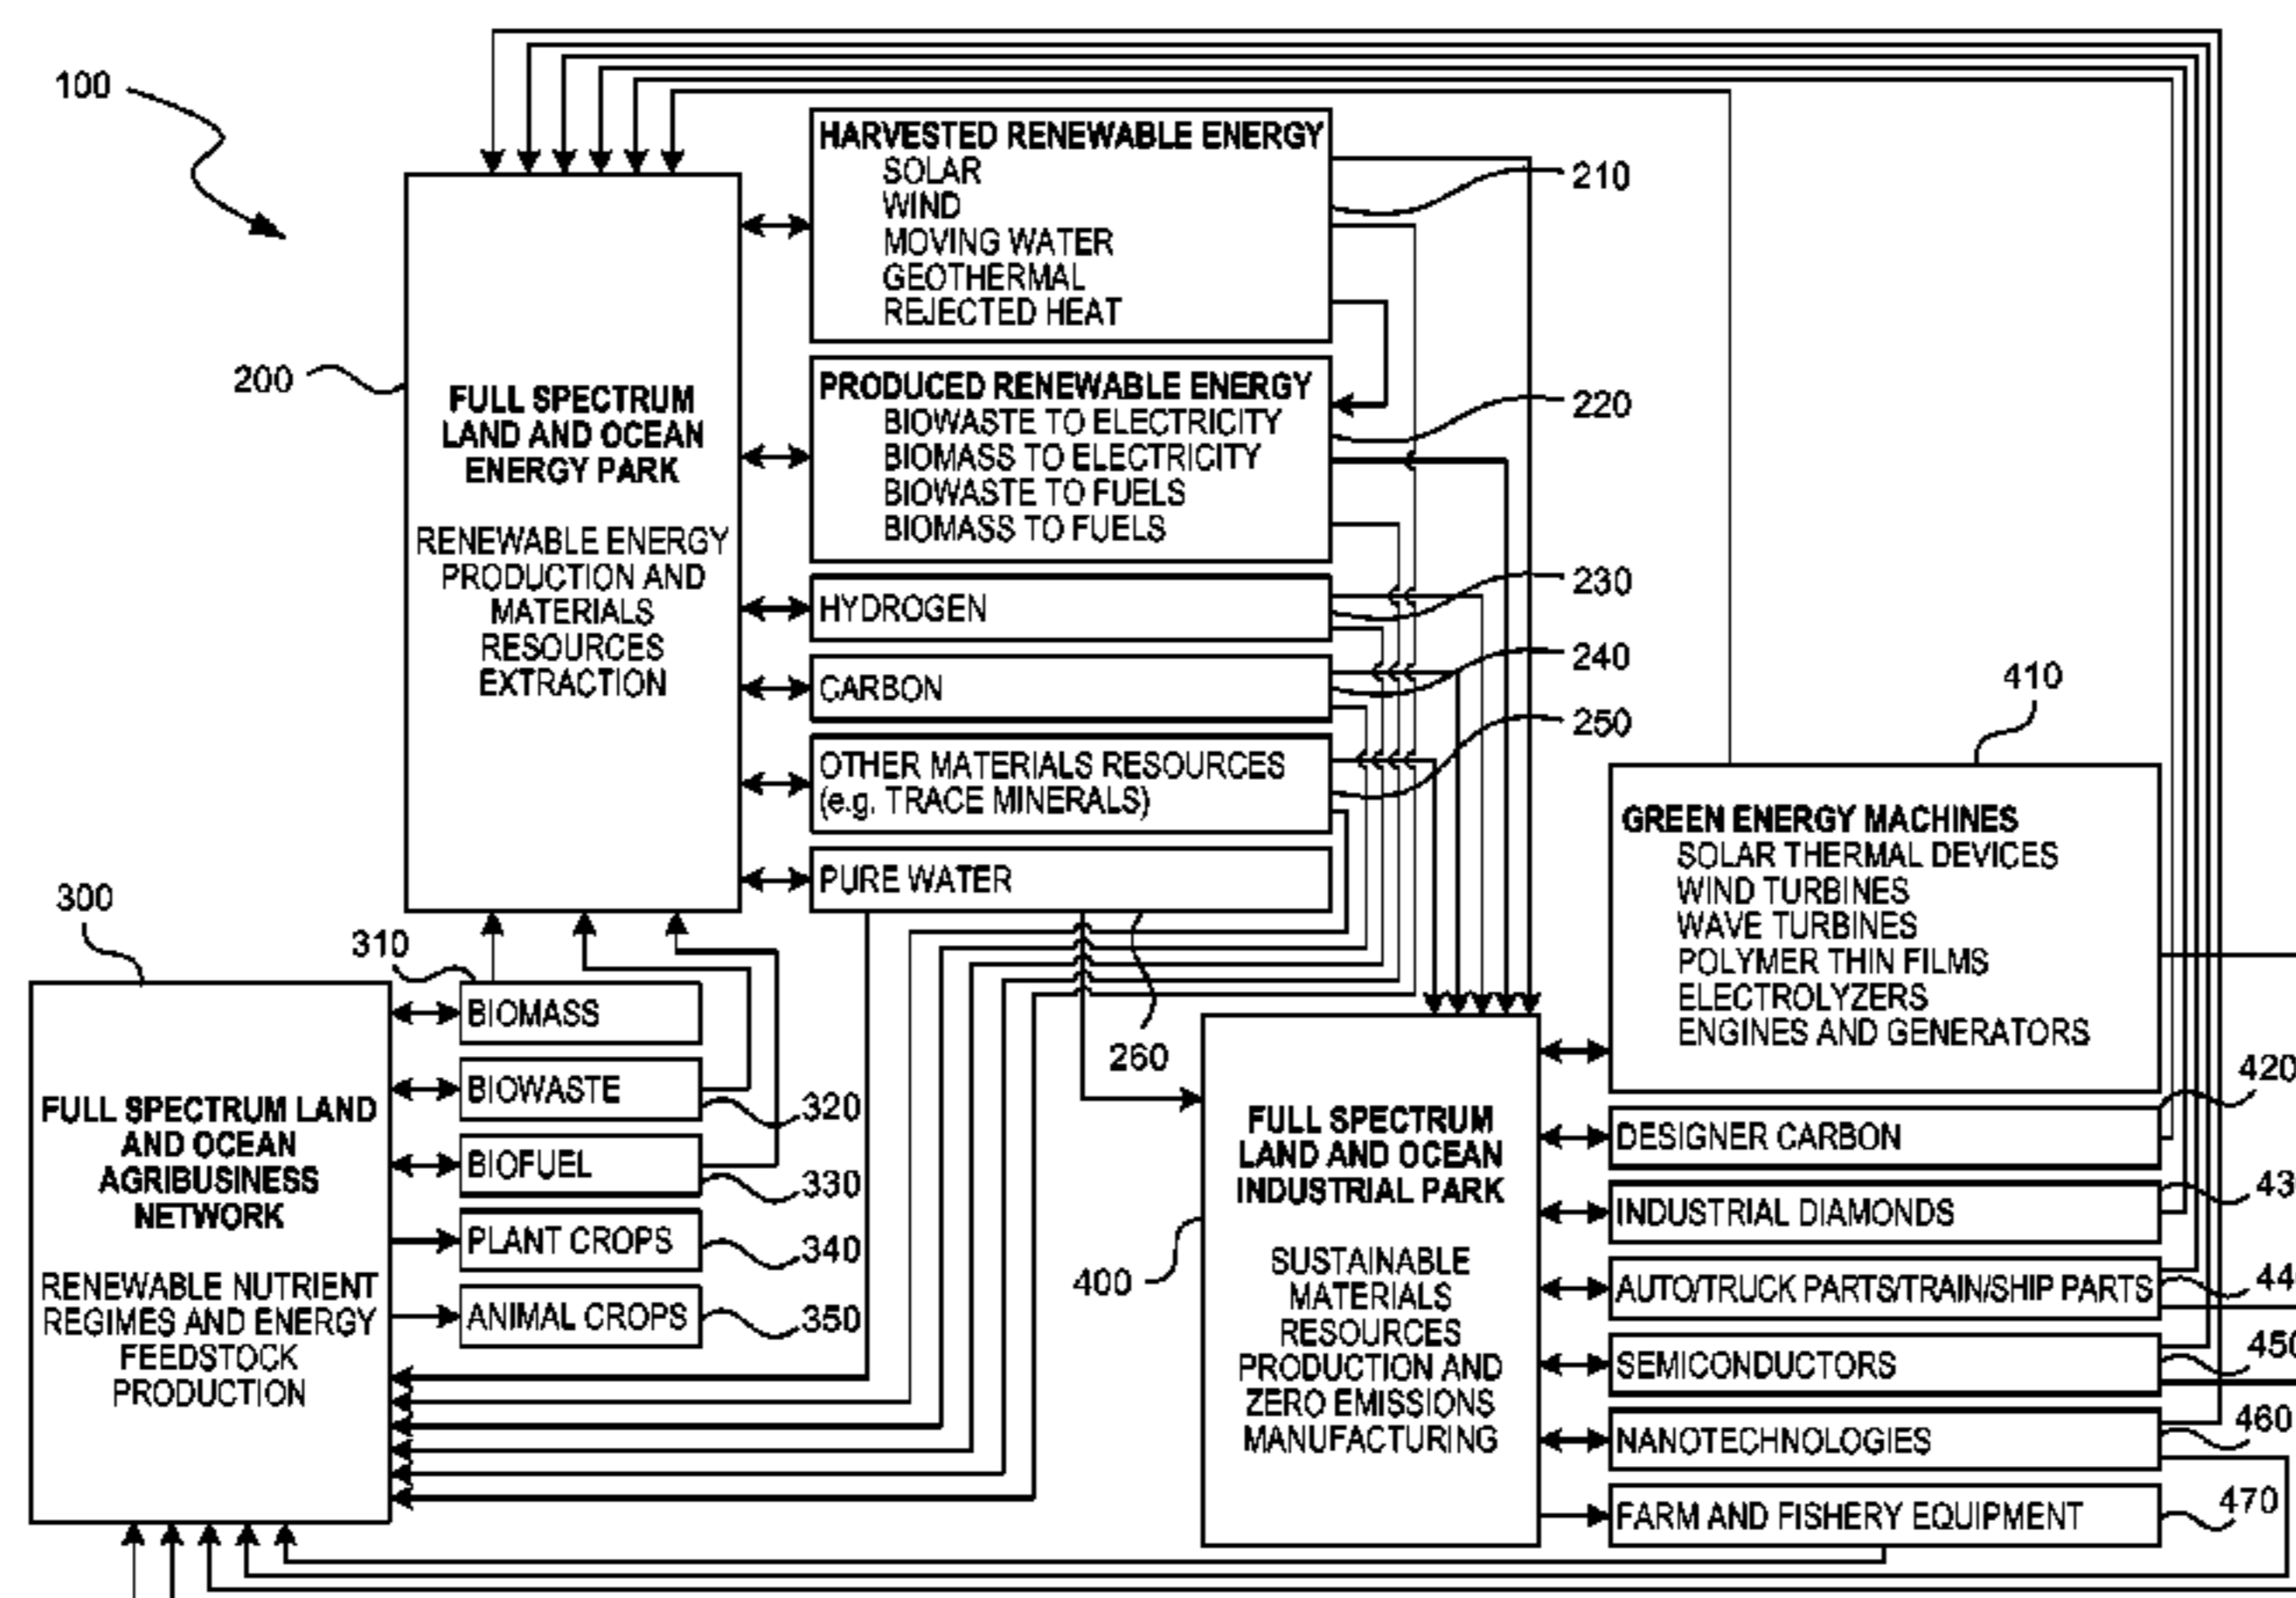 100
200
FULL SPECTRUM
LAND AND OCEAN
ENERGY PARK
RENEWABLE ENERGY
PRODUCTION AND
MATERIALS
RESOURCES
EXTRACTION
HARVESTED RENEWABLE ENERGY
SOLAR
WIND
MOVING WATER
GEOTHERMAL
REJECTED HEAT
210
PRODUCED RENEWABLE ENERGY
BIOWASTE TO ELECTRICITY
BIOMASS TO ELECTRICITY
BIOWASTE TO FUELS
BIOMASS TO FUELS
220
HYDROGEN
230
CARBON
240
OTHER MATERIALS RESOURCES
(e.g. TRACE MINERALS)
250
PURE WATER
260
300
FULL SPECTRUM LAND
AND OCEAN
AGRIBUSINESS
NETWORK
RENEWABLE NUTRIENT
REGIMES AND ENERGY
FEEDSTOCK
PRODUCTION
310
BIOMASS
BIOWASTE
320
BIOFUEL
330
PLANT CROPS
340
ANIMAL CROPS
350
400
FULL SPECTRUM
LAND AND OCEAN
INDUSTRIAL PARK
SUSTAINABLE
MATERIALS
RESOURCES
PRODUCTION AND
ZERO EMISSIONS
MANUFACTURING
410
GREEN ENERGY MACHINES
SOLAR THERMAL DEVICES
WIND TURBINES
WAVE TURBINES
POLYMER THIN FILMS
ELECTROLYZERS
ENGINES AND GENERATORS
420
DESIGNER CARBON
43
INDUSTRIAL DIAMONDS
44
AUTO/TRUCK PARTS/TRAIN/SHIP PARTS
450
SEMICONDUCTORS
460
NANOTECHNOLOGIES
470
FARM AND FISHERY EQUIPMENT